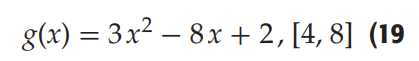 g(x) = 3x² – 8x + 2, [4, 8] (19